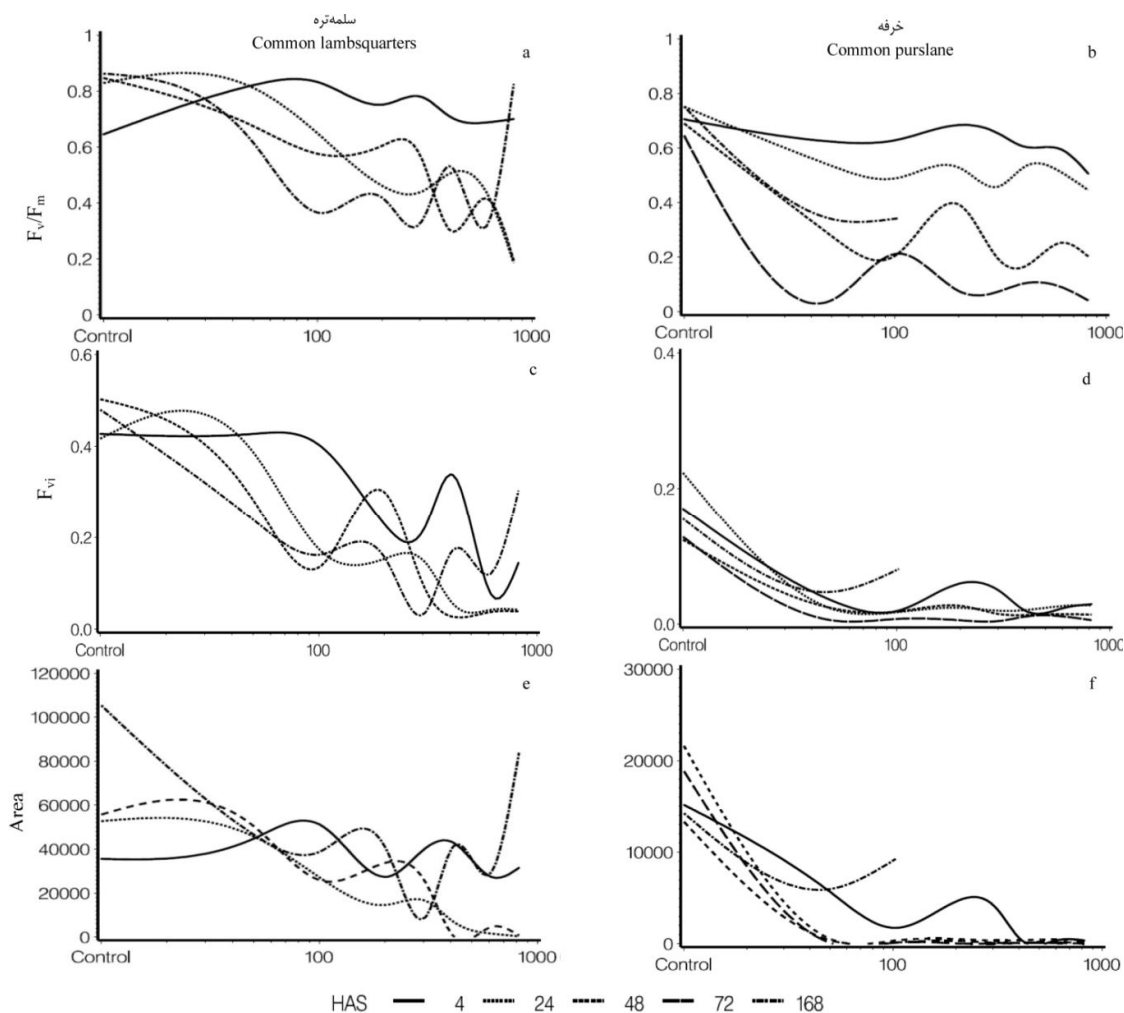 سلمه‌تره
Common lambsquarters
خرفه
Common purslane
a
1
0.8
0.6
0.4
0.2
0
F_v/F_m
Control 100 1000
b
1
0.8
0.6
0.4
0.2
0
Control 100 1000
c
0.6
0.4
0.2
0.0
F_vi
Control 100 1000
d
0.4
0.2
0.0
Control 100 1000
e
120000
100000
80000
60000
40000
20000
0
Area
Control 100 1000
f
30000
20000
10000
0
Control 100 1000
HAS 4 24 48 72 168